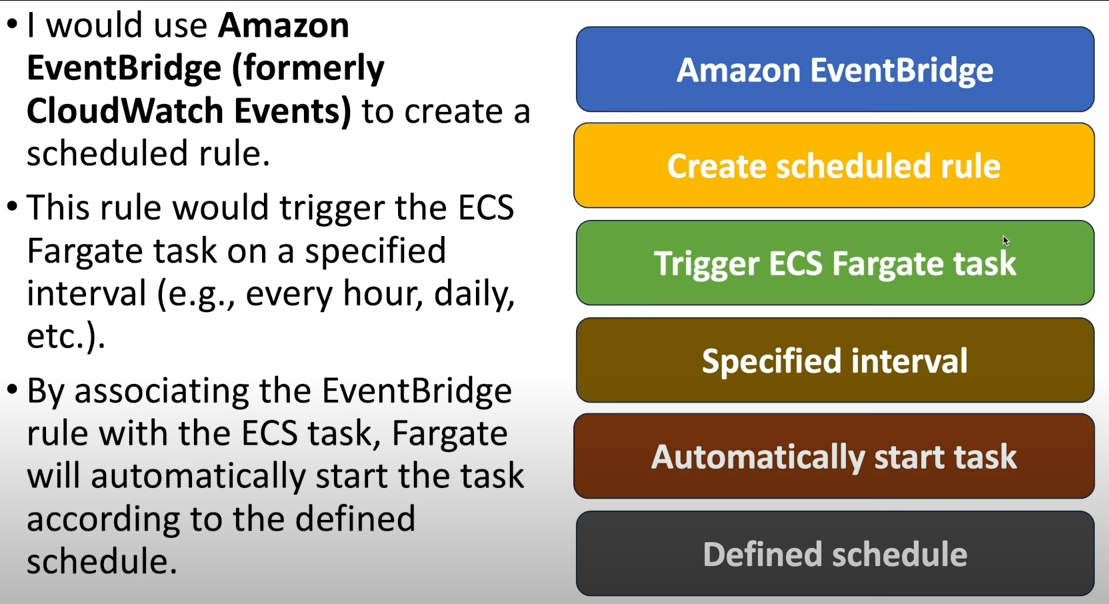 • I would use Amazon
EventBridge (formerly
CloudWatch Events) to create a
scheduled rule.
• This rule would trigger the ECS
Fargate task on a specified
interval (e.g., every hour, daily,
etc.).
• By associating the EventBridge
rule with the ECS task, Fargate
will automatically start the task
according to the defined
schedule.
Amazon EventBridge
Create scheduled rule
Trigger ECS Fargate task
Specified interval
Automatically start task
Defined schedule